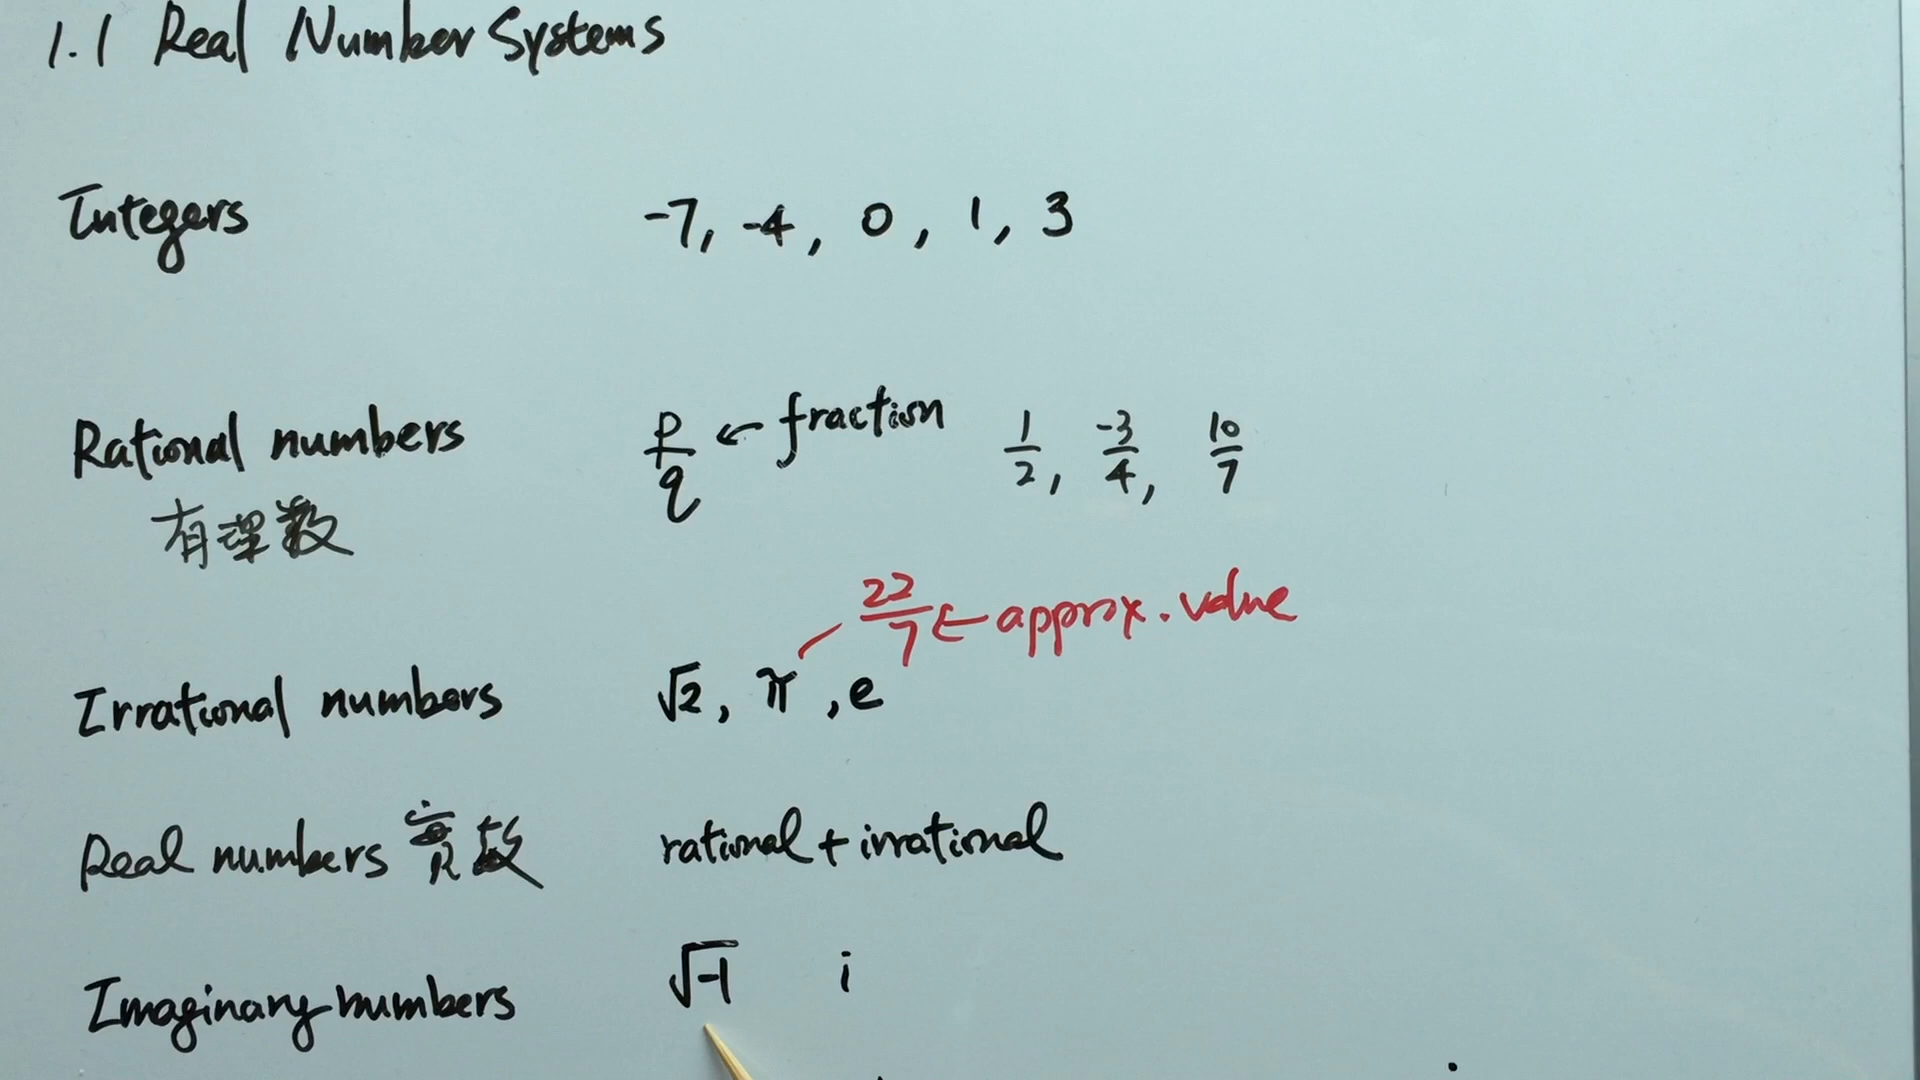 1.1 Real Number Systems
Integers -7, -4, 0, 1, 3
Rational numbers p/q ← fraction 1/2, -3/4, 10/7
有理数
22/7 ← approx. value
Irrational numbers √2, π, e
Real numbers 实数 rational + irrational
Imaginary numbers √-1 i